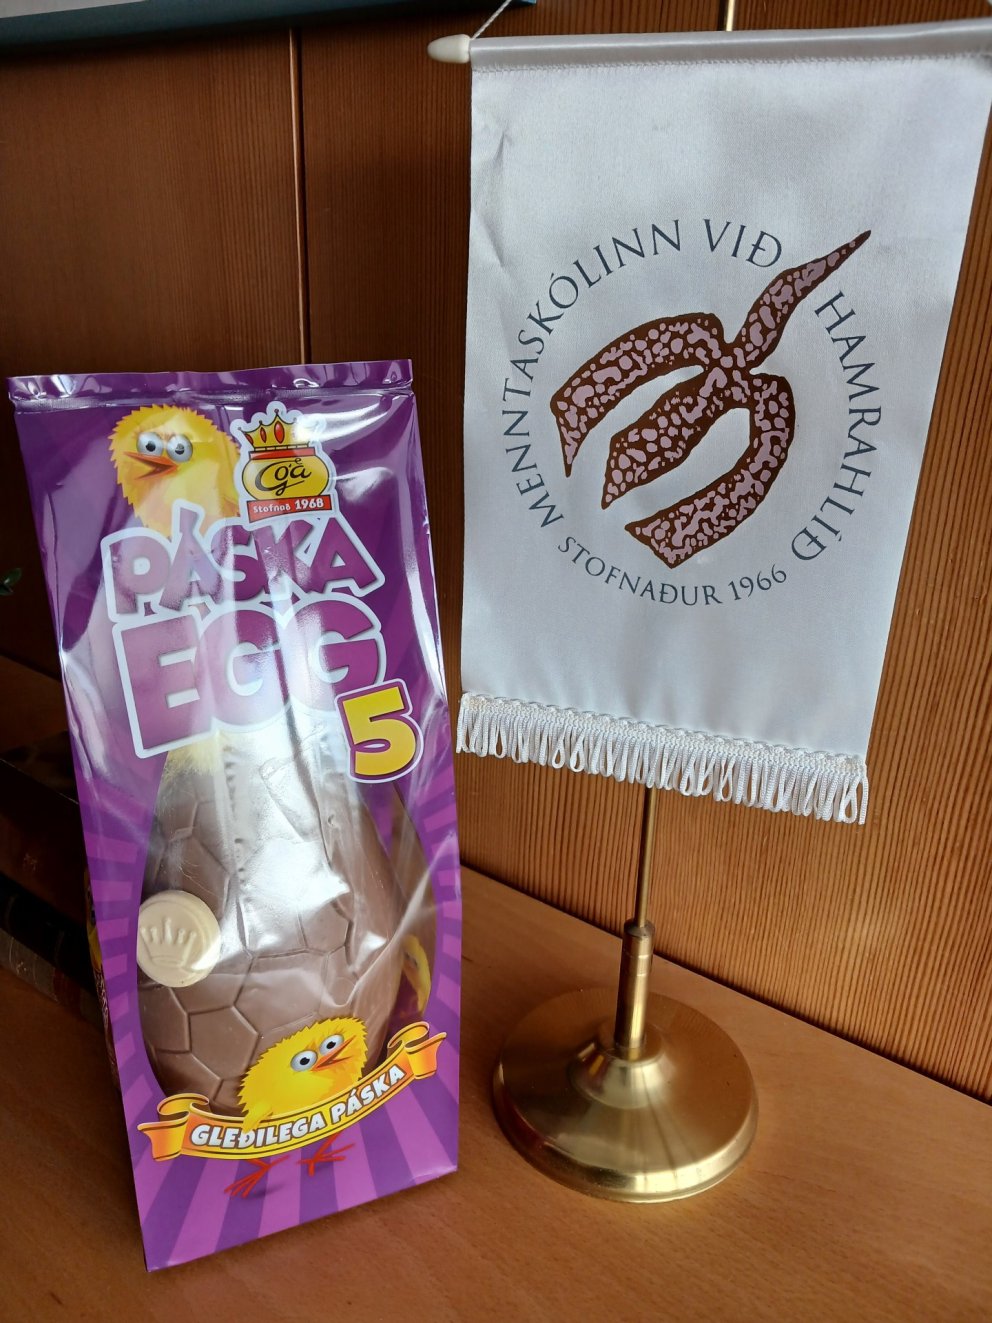 Góa
Stofnað 1968
PÁSKA
EGG
5
GLEÐILEGA PÁSKA
MENNTASKÓLINN VIÐ HAMRAHLÍÐ
STOFNAÐUR 1966